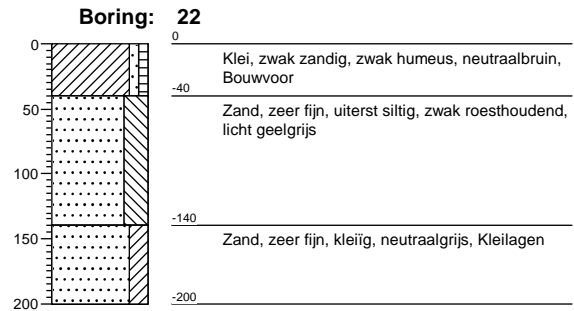 Boring: 22
0
0
Klei, zwak zandig, zwak humeus, neutraalbruin,
Bouwvoor
-40
50
Zand, zeer fijn, uiterst siltig, zwak roesthoudend,
licht geelgrijs
100
-140
150
Zand, zeer fijn, kleiïg, neutraalgrijs, Kleilagen
-200
200